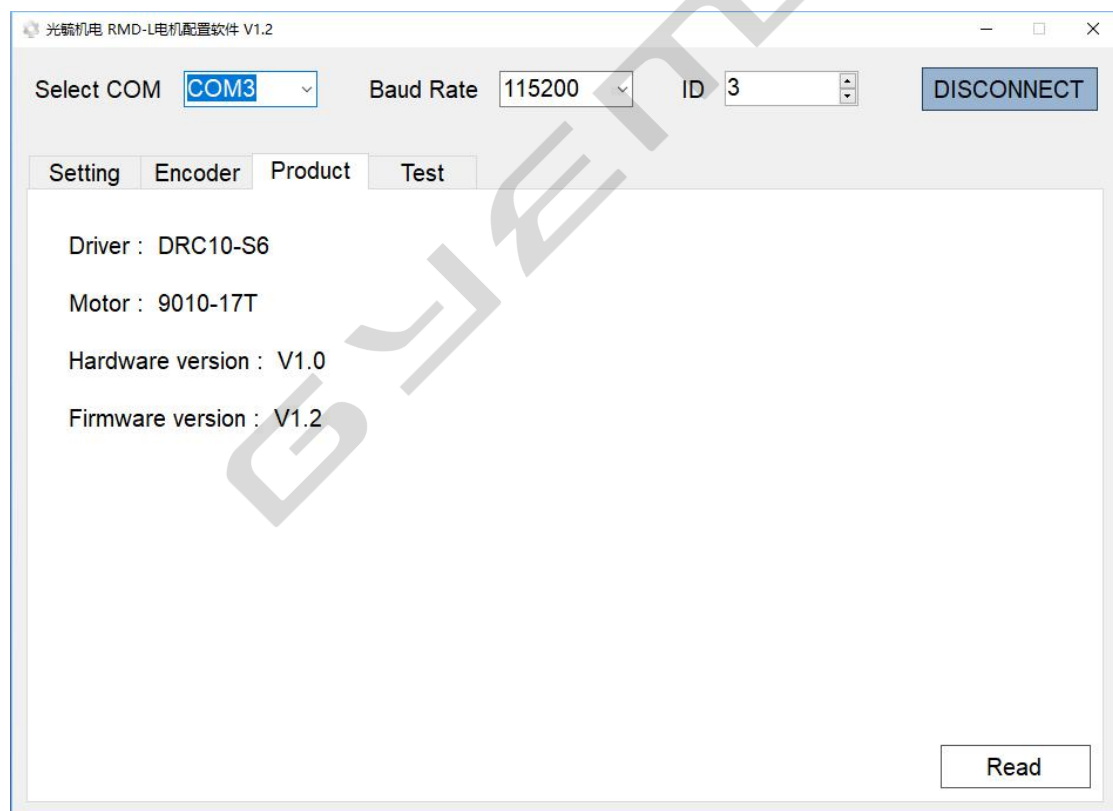 光毓机电 RMD-L电机配置软件 V1.2
Select COM COM3 Baud Rate 115200 ID 3 DISCONNECT
Setting Encoder Product Test
Driver : DRC10-S6
Motor : 9010-17T
Hardware version : V1.0
Firmware version : V1.2
Read